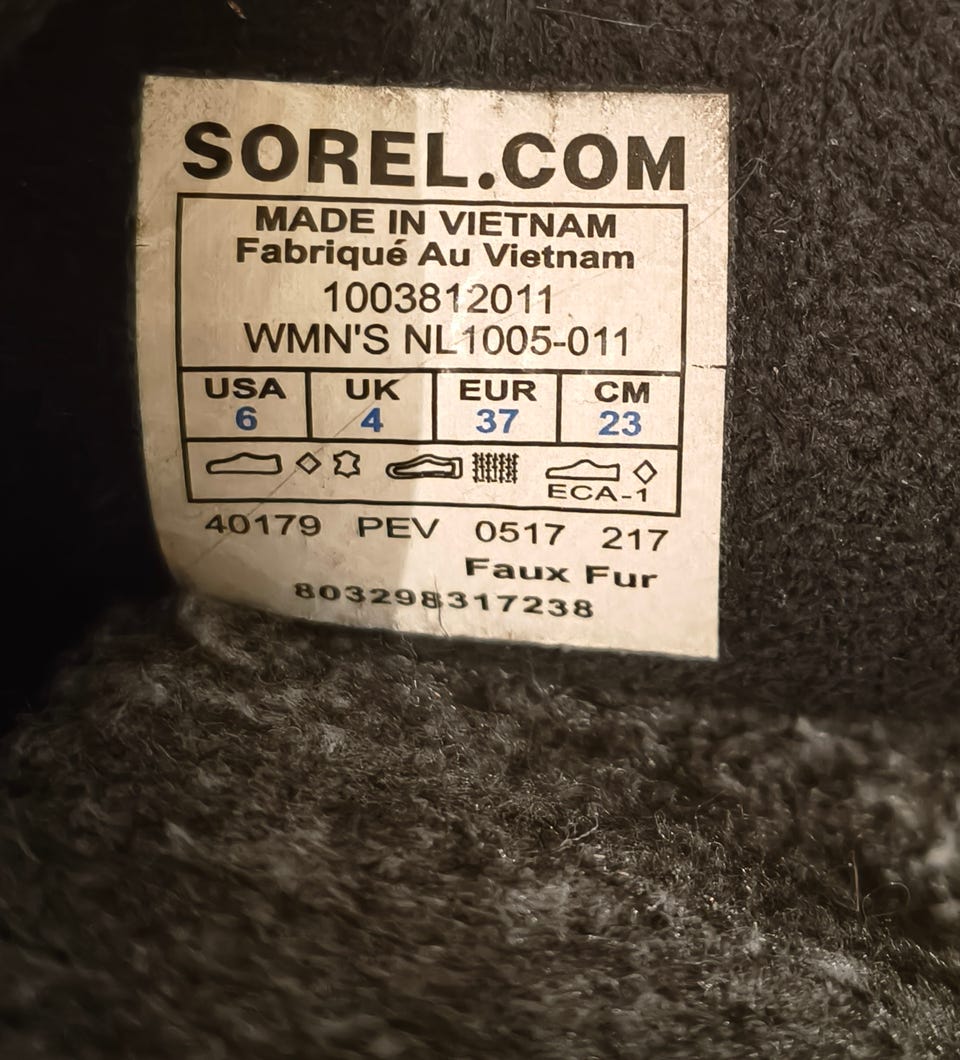 SOREL.COM
MADE IN VIETNAM
Fabriqué Au Vietnam
1003812011
WMN'S NL1005-011
USA UK EUR CM
6 4 37 23
ECA-1
40179 PEV 0517 217
Faux Fur
803298317238